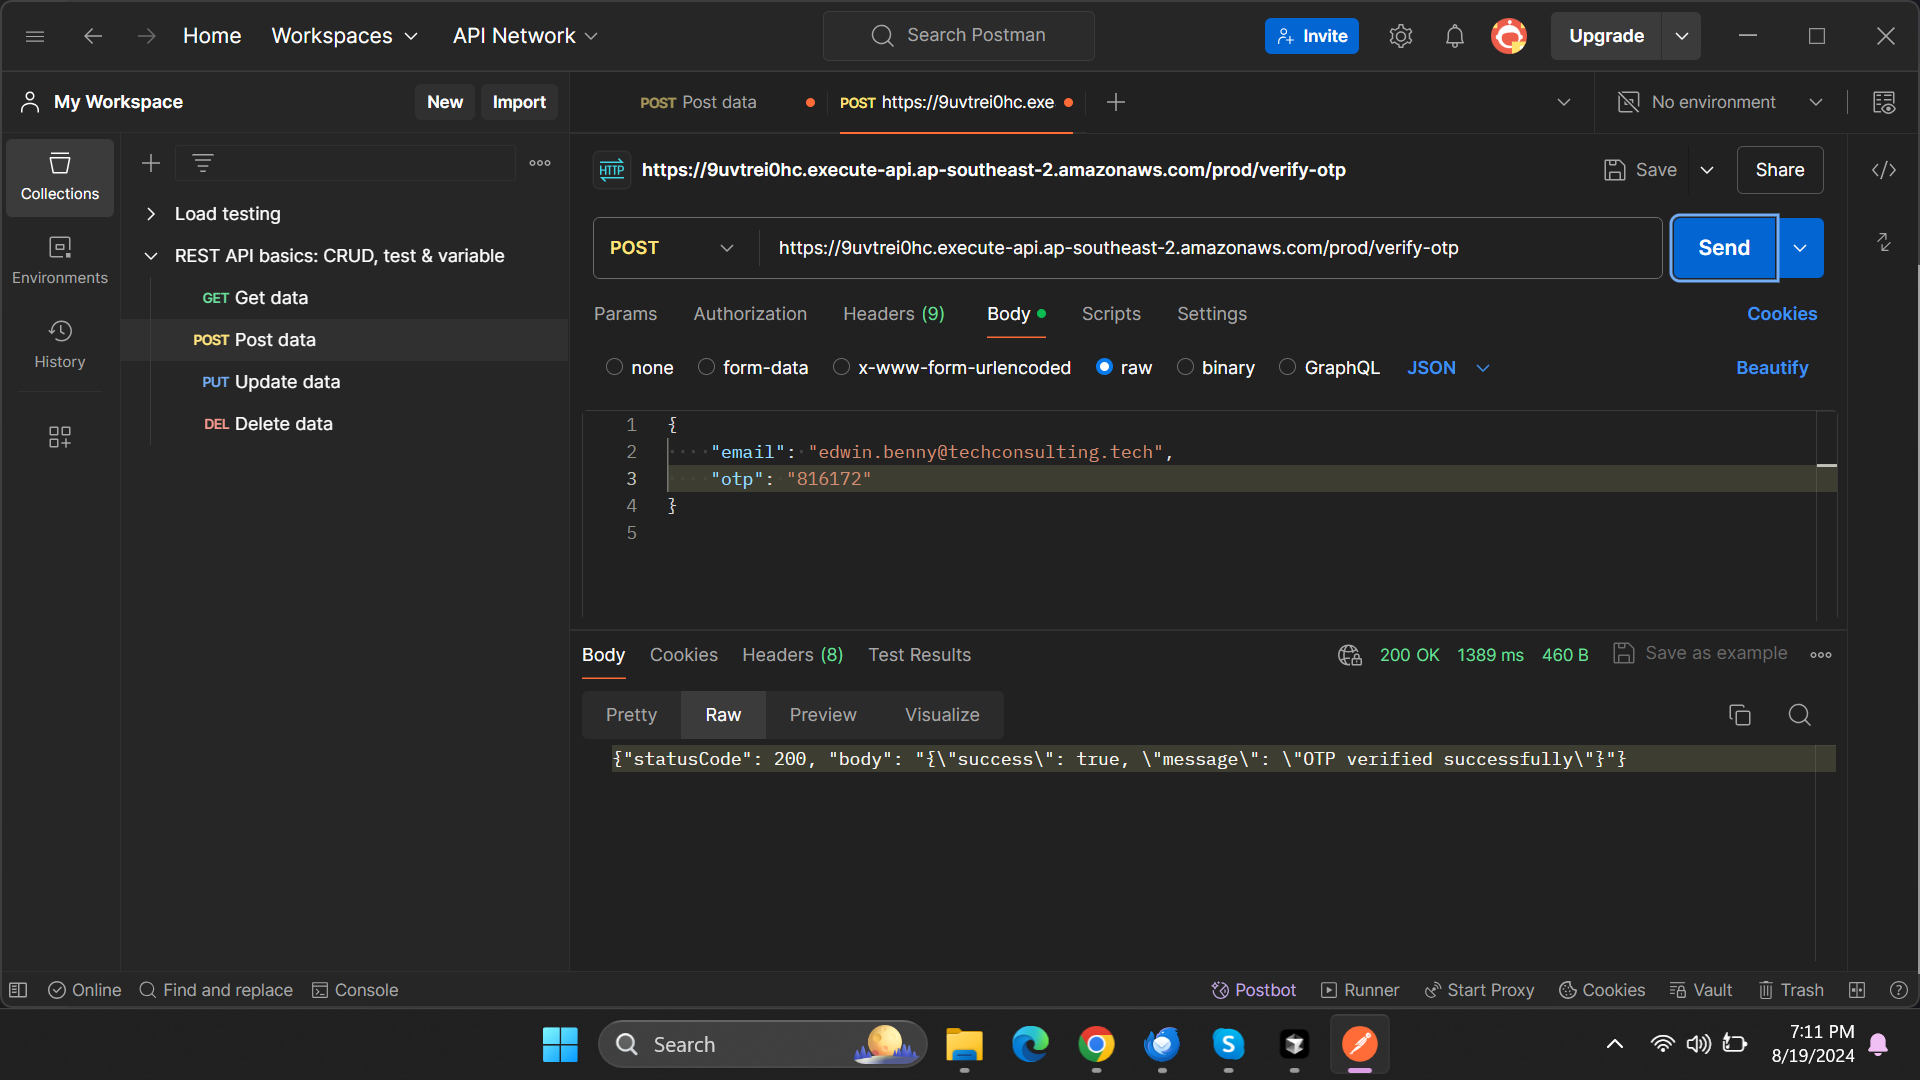 Home
Workspaces
API Network
Search Postman
Invite
Upgrade
My Workspace
New
Import
POST Post data
POST https://9uvtrei0hc.exe
No environment
Collections
Environments
History
Load testing
REST API basics: CRUD, test & variable
GET Get data
POST Post data
PUT Update data
DEL Delete data
HTTP https://9uvtrei0hc.execute-api.ap-southeast-2.amazonaws.com/prod/verify-otp
Save
Share
POST
https://9uvtrei0hc.execute-api.ap-southeast-2.amazonaws.com/prod/verify-otp
Send
Params Authorization Headers (9) Body Scripts Settings Cookies
none form-data x-www-form-urlencoded raw binary GraphQL JSON Beautify
1 {
2 "email": "edwin.benny@techconsulting.tech",
3 "otp": "816172"
4 }
5
Body Cookies Headers (8) Test Results 200 OK 1389 ms 460 B Save as example
Pretty Raw Preview Visualize
{"statusCode": 200, "body": "{\"success\": true, \"message\": \"OTP verified successfully\"}"}
Online Find and replace Console Postbot Runner Start Proxy Cookies Vault Trash
Search
S
7:11 PM
8/19/2024